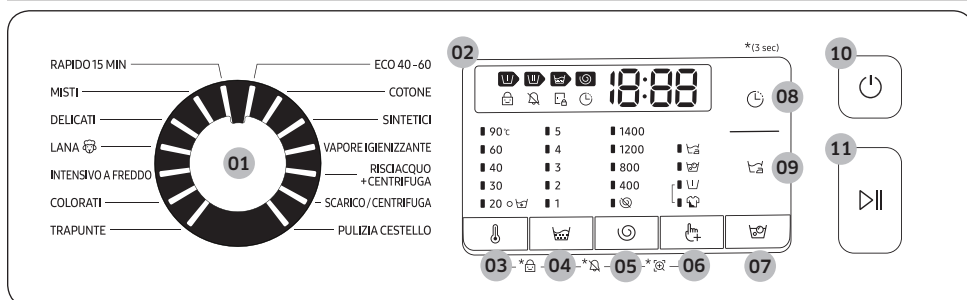 *(3 sec)
02
10
RAPIDO 15 MIN
ECO 40-60
MISTI
COTONE
18:88
08
DELICATI
SINTETICI
LANA
VAPORE IGIENIZZANTE
01
INTENSIVO A FREDDO
RISCIACQUO
+CENTRIFUGA
COLORATI
SCARICO/CENTRIFUGA
TRAPUNTE
PULIZIA CESTELLO
90°C 5 1400
60 4 1200
40 3 800
30 2 400
20 1
09
11
03 * 04 * 05 * 06 07